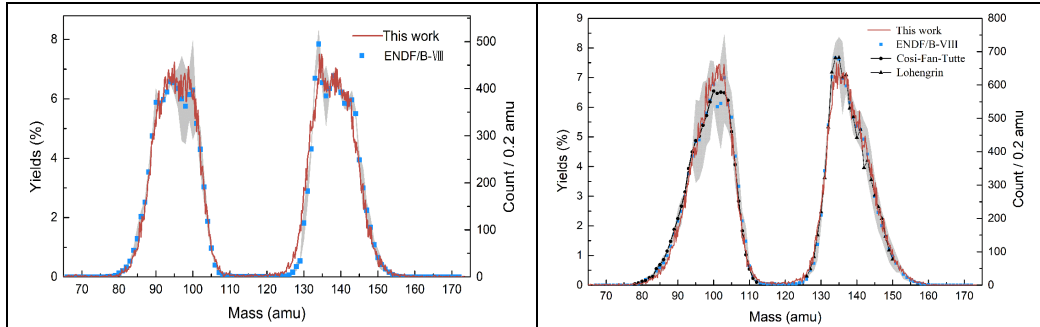 8
6
4
2
0
Yields (%)
500
400
300
200
100
0
Count / 0.2 amu
This work
ENDF/B-Ⅷ
70 80 90 100 110 120 130 140 150 160 170
Mass (amu)
9
8
7
6
5
4
3
2
1
0
Yields (%)
800
700
600
500
400
300
200
100
0
Count / 0.2 amu
This work
ENDF/B-VIII
Cosi-Fan-Tutte
Lohengrin
70 80 90 100 110 120 130 140 150 160 170
Mass (amu)